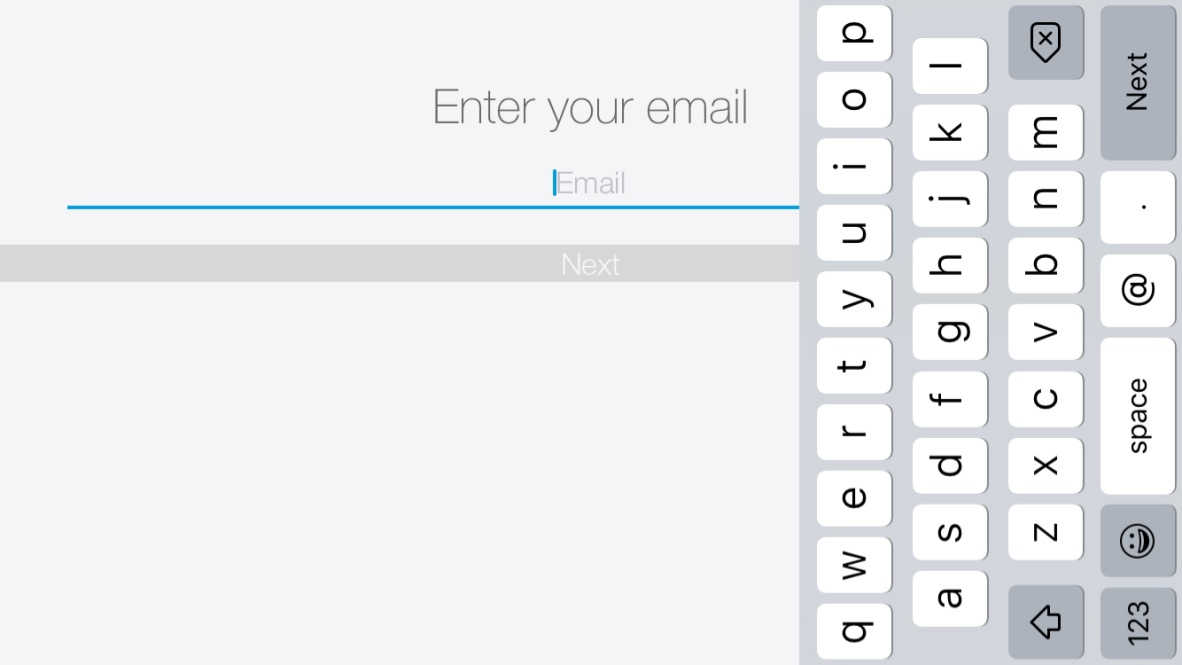 Enter your email
Email
Next
q w e r t y u i o p
a s d f g h j k l
z x c v b n m
123 space @ . Next